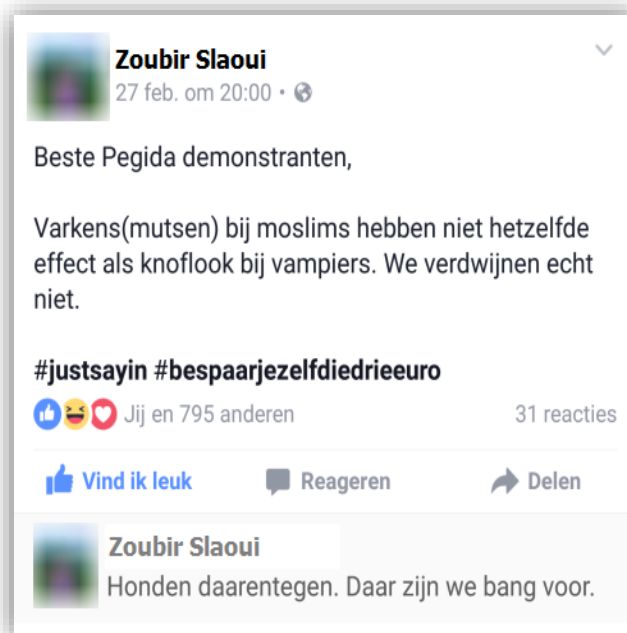 Zoubir Slaoui
27 feb. om 20:00 •
Beste Pegida demonstranten,
Varkens(mutsen) bij moslims hebben niet hetzelfde
effect als knoflook bij vampiers. We verdwijnen echt
niet.
#justsayin #bespaarjezelfdiedrieeuro
Jij en 795 anderen 31 reacties
Vind ik leuk Reageren Delen
Zoubir Slaoui
Honden daarentegen. Daar zijn we bang voor.